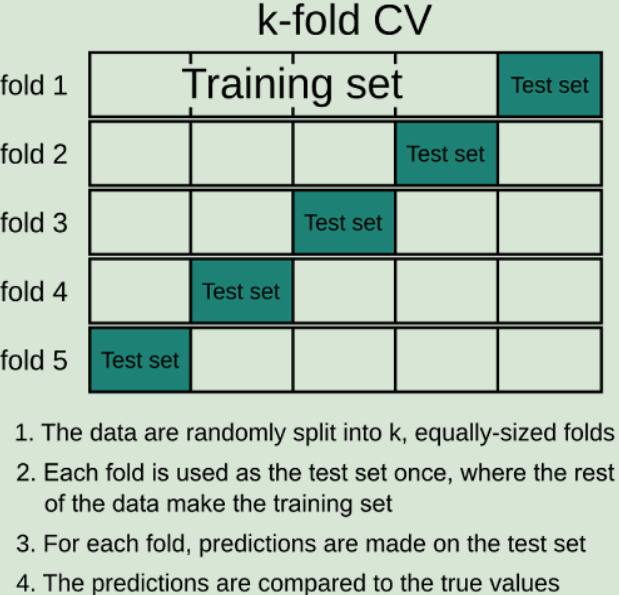 k-fold CV
fold 1
Training set
Test set
fold 2
Test set
fold 3
Test set
fold 4
Test set
fold 5
Test set
1. The data are randomly split into k, equally-sized folds
2. Each fold is used as the test set once, where the rest
of the data make the training set
3. For each fold, predictions are made on the test set
4. The predictions are compared to the true values